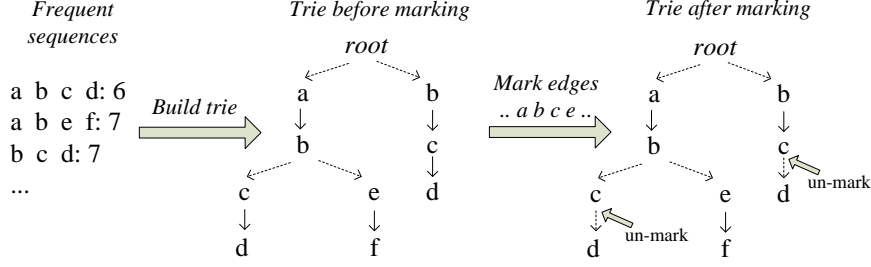 Frequent
sequences
a b c d: 6
a b e f: 7
b c d: 7
...
Build trie
Trie before marking
root
a b
b c
c e d
d f
Mark edges
.. a b c e ..
Trie after marking
root
a b
b c
un-mark
c e d
un-mark
d f